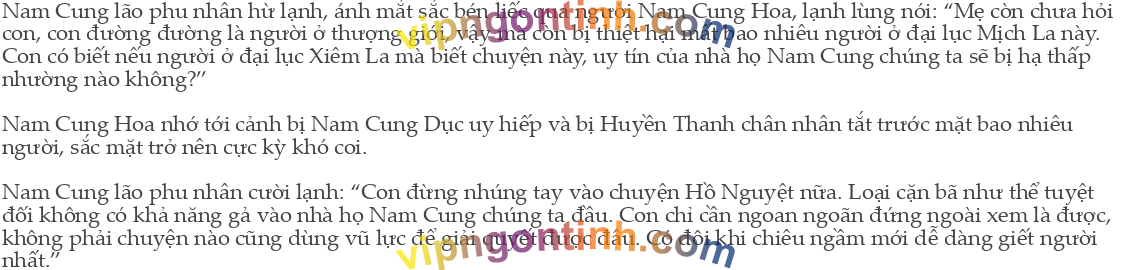 Nam Cung lão phu nhân hừ lạnh, ánh mắt sắc bén liếc qua người Nam Cung Hoa, lạnh lùng nói: “Mẹ còn chưa hỏi
con, con đường đường là người ở thượng giới, vậy mà còn bị thiệt hại mất bao nhiêu người ở đại lục Mịch La này.
Con có biết nếu người ở đại lục Xiêm La mà biết chuyện này, uy tín của nhà họ Nam Cung chúng ta sẽ bị hạ thấp
nhường nào không?”
Nam Cung Hoa nhớ tới cảnh bị Nam Cung Dục uy hiếp và bị Huyền Thanh chân nhân tắt trước mặt bao nhiêu
người, sắc mặt trở nên cực kỳ khó coi.
Nam Cung lão phu nhân cười lạnh: “Con đừng nhúng tay vào chuyện Hồ Nguyệt nữa. Loại cặn bã như thế tuyệt
đối không có khả năng gả vào nhà họ Nam Cung chúng ta đâu. Con chỉ cần ngoan ngoãn đứng ngoài xem là được,
không phải chuyện nào cũng dùng vũ lực để giải quyết được đâu. Có đôi khi chiêu ngầm mới dễ dàng giết người
nhất.”
vipngontinh.com
vipngontinh.com